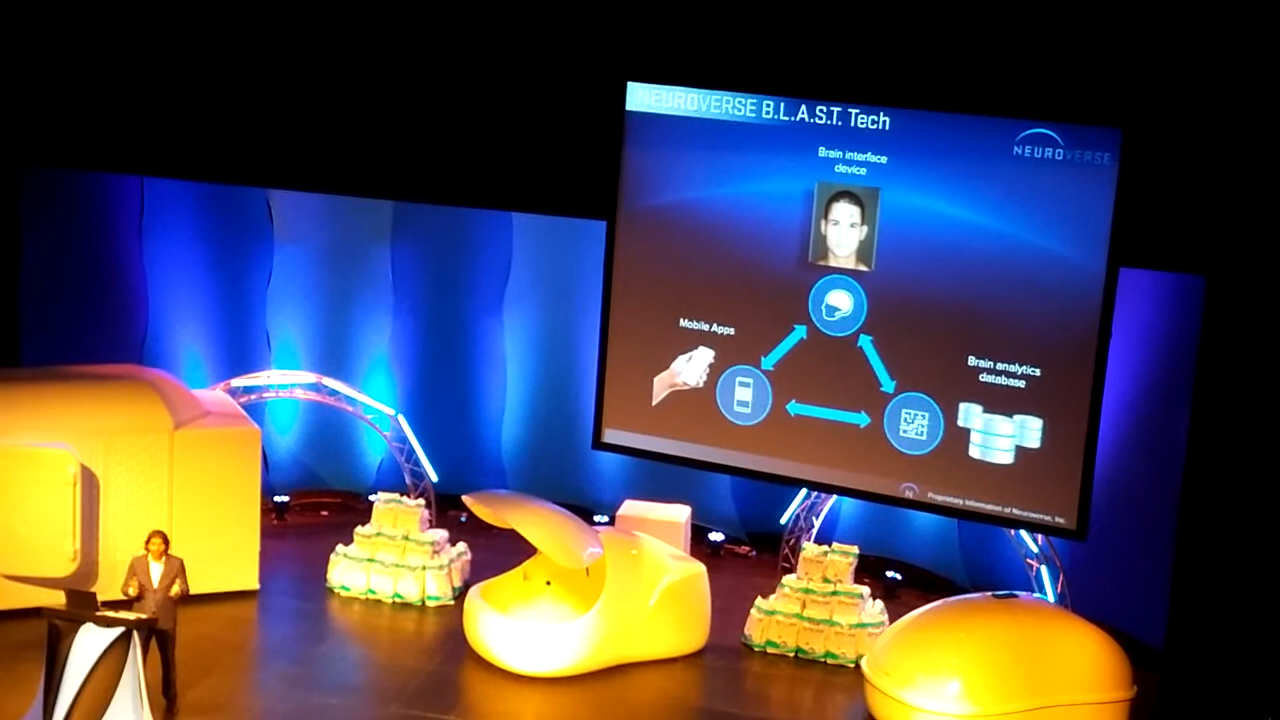 NEUROVERSE B.L.A.S.T. Tech
NEUROVERSE
Brain interface
device
Mobile Apps
Brain analytics
database
N
Proprietary Information of Neuroverse, Inc.